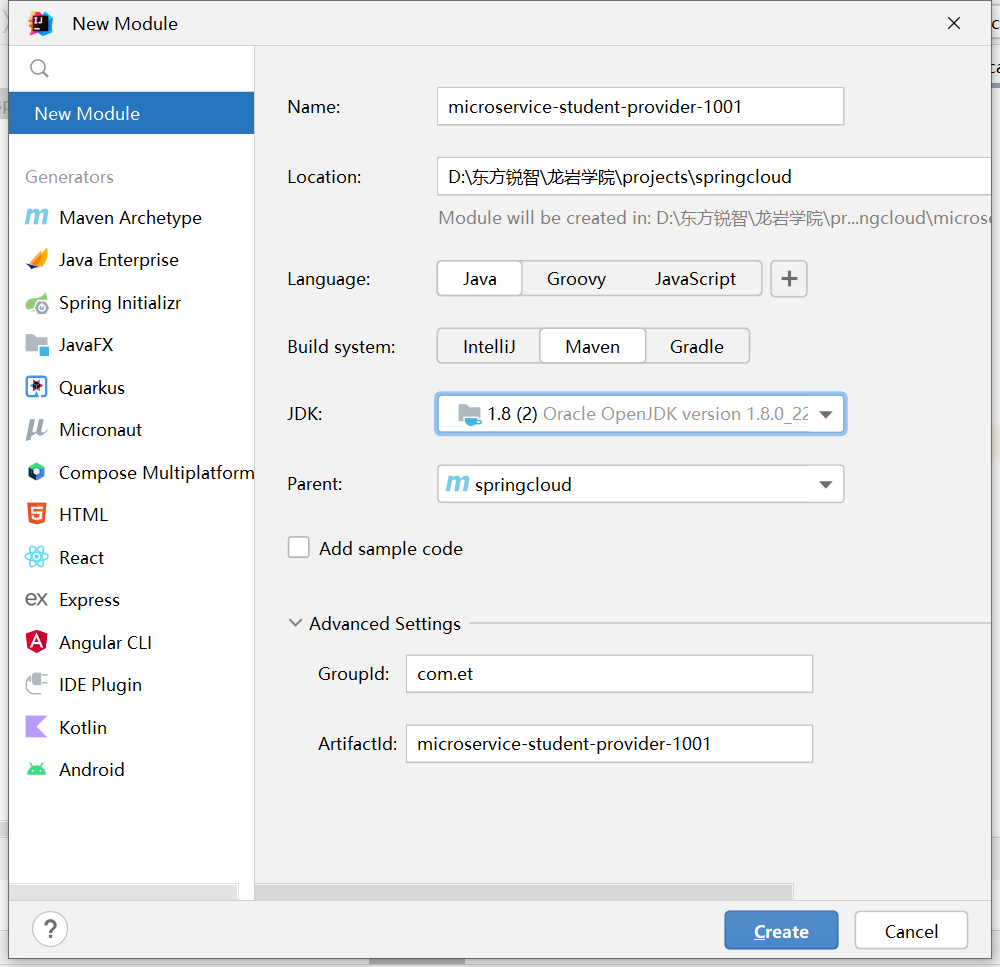 New Module
New Module
Generators
Maven Archetype
Java Enterprise
Spring Initializr
JavaFX
Quarkus
Micronaut
Compose Multiplatform
HTML
React
Express
Angular CLI
IDE Plugin
Kotlin
Android
Name: microservice-student-provider-1001
Location: D:\东方锐智\龙岩学院\projects\springcloud
Module will be created in: D:\东方锐智\龙岩学院\pr...ngcloud\microse
Language: Java Groovy JavaScript +
Build system: IntelliJ Maven Gradle
JDK: 1.8 (2) Oracle OpenJDK version 1.8.0_22
Parent: springcloud
Add sample code
Advanced Settings
GroupId: com.et
ArtifactId: microservice-student-provider-1001
? Create Cancel